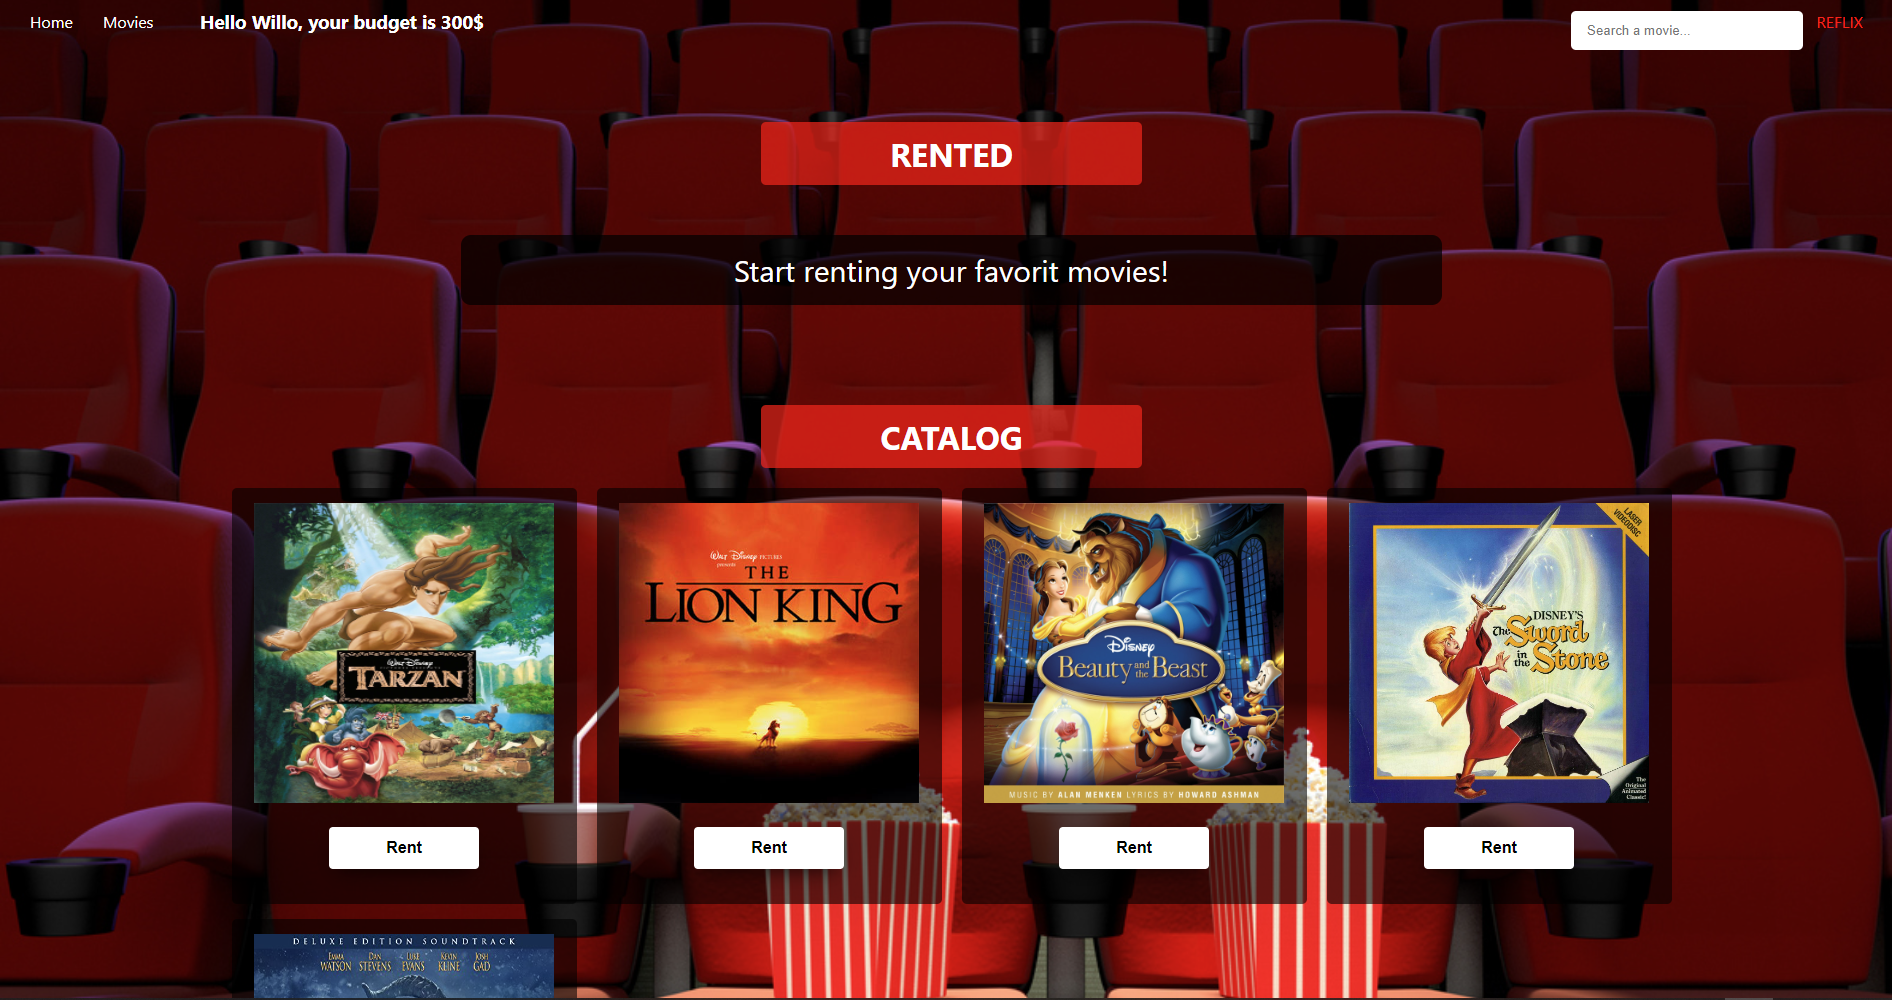 Home Movies Hello Willo, your budget is 300$ Search a movie... REFLIX
RENTED
Start renting your favorit movies!
CATALOG
WALT DISNEY
TARZAN
Rent
WALT DISNEY PICTURES
presents
THE
LION KING
Rent
DISNEY
Beauty and the Beast
MUSIC BY ALAN MENKEN LYRICS BY HOWARD ASHMAN
Rent
LASER
VIDEODISC
DISNEY'S
The Sword
in the Stone
The
Original
Animated
Classic!
Rent
DELUXE EDITION SOUNDTRACK
EMMA WATSON DAN STEVENS LUKE EVANS KEVIN KLINE JOSH GAD